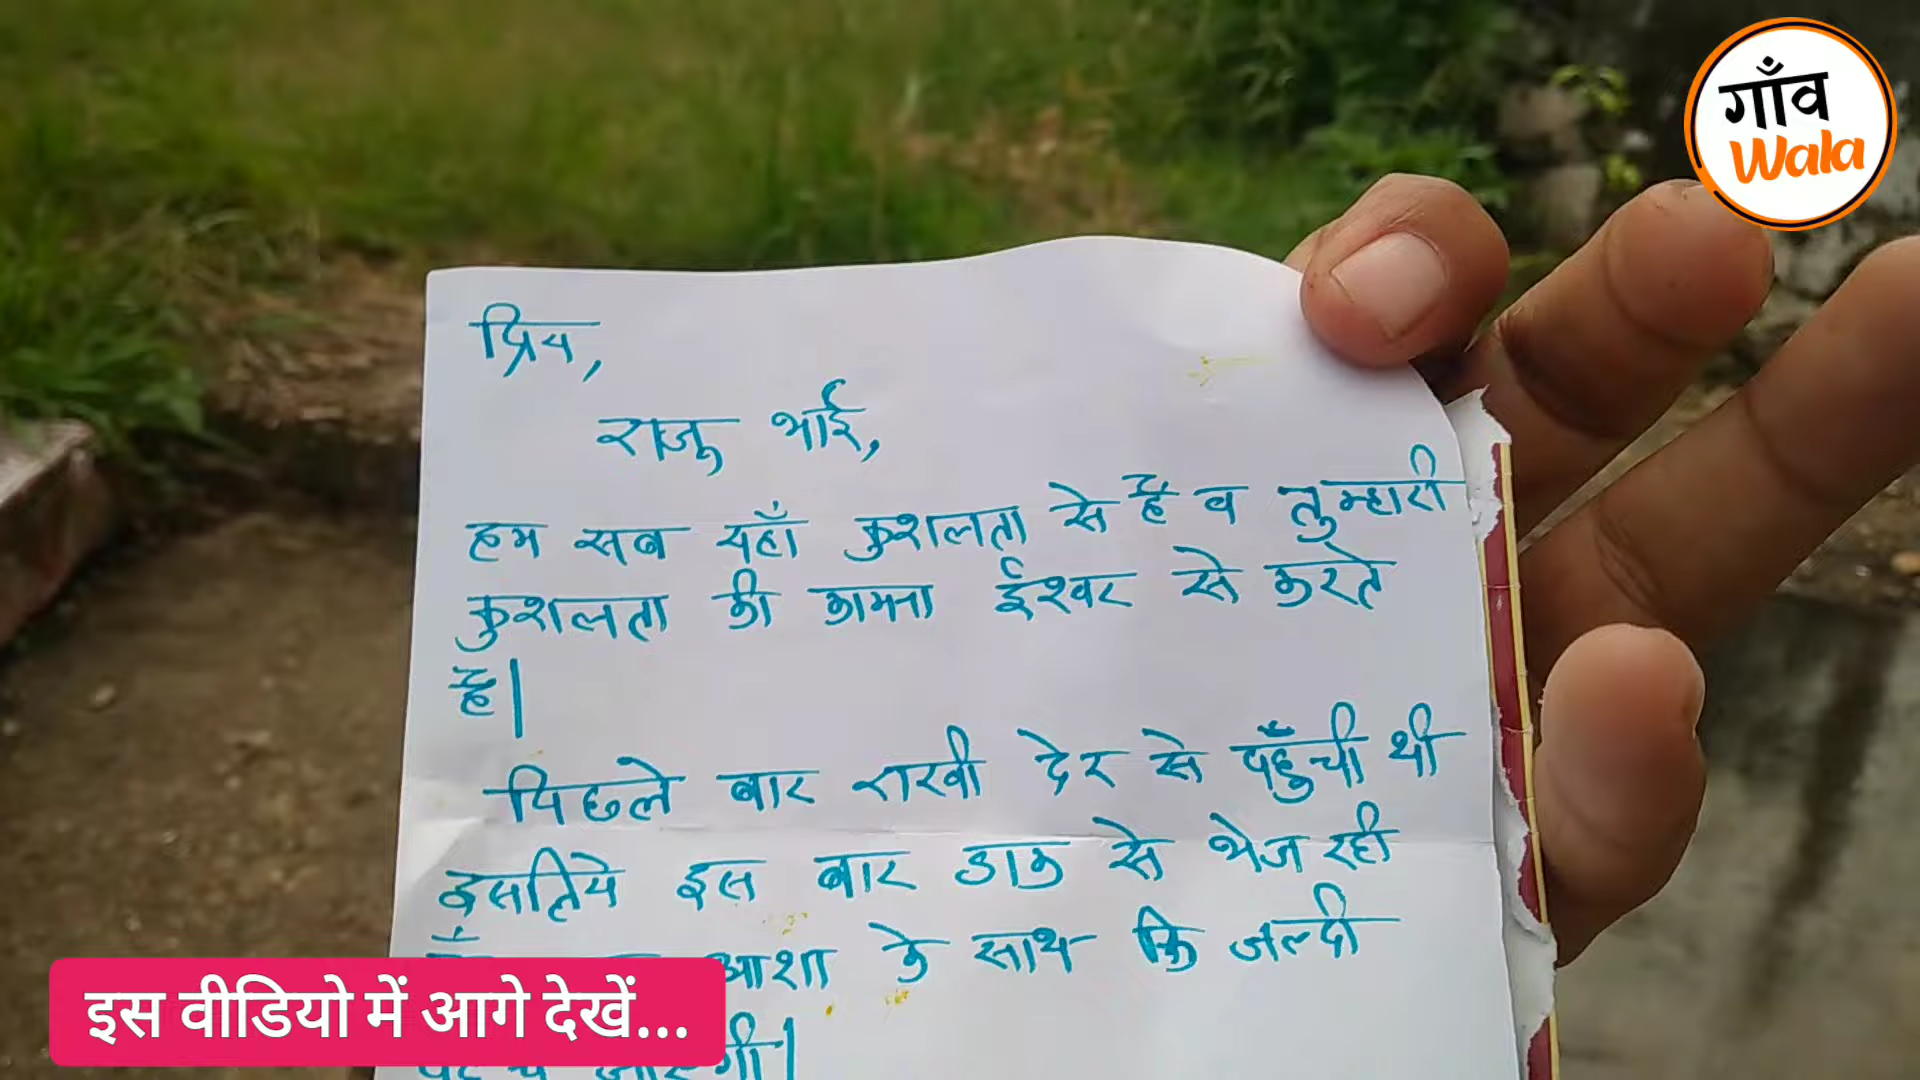 गाँव
Wala
प्रिय,
राजू भाई,
हम सब यहाँ कुशलता से है व तुम्हारी
कुशलता की कामना ईश्वर से करते
है|
पिछले बार राखी देर से पहुँची थी
इसलिये इस बार डाक से भेज रही
आशा के साथ कि जल्दी
इस वीडियो में आगे देखें...